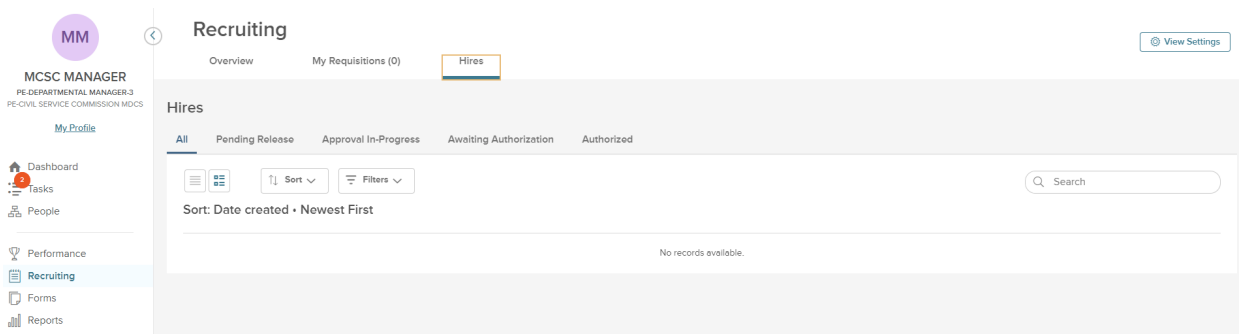 MM
MCSC MANAGER
PE-DEPARTMENTAL MANAGER-3
PE-CIVIL SERVICE COMMISSION MDCS
My Profile
Dashboard
2
Tasks
People
Performance
Recruiting
Forms
Reports
Recruiting
View Settings
Overview My Requisitions (0) Hires
Hires
All Pending Release Approval In-Progress Awaiting Authorization Authorized
Sort Filters Search
Sort: Date created • Newest First
No records available.